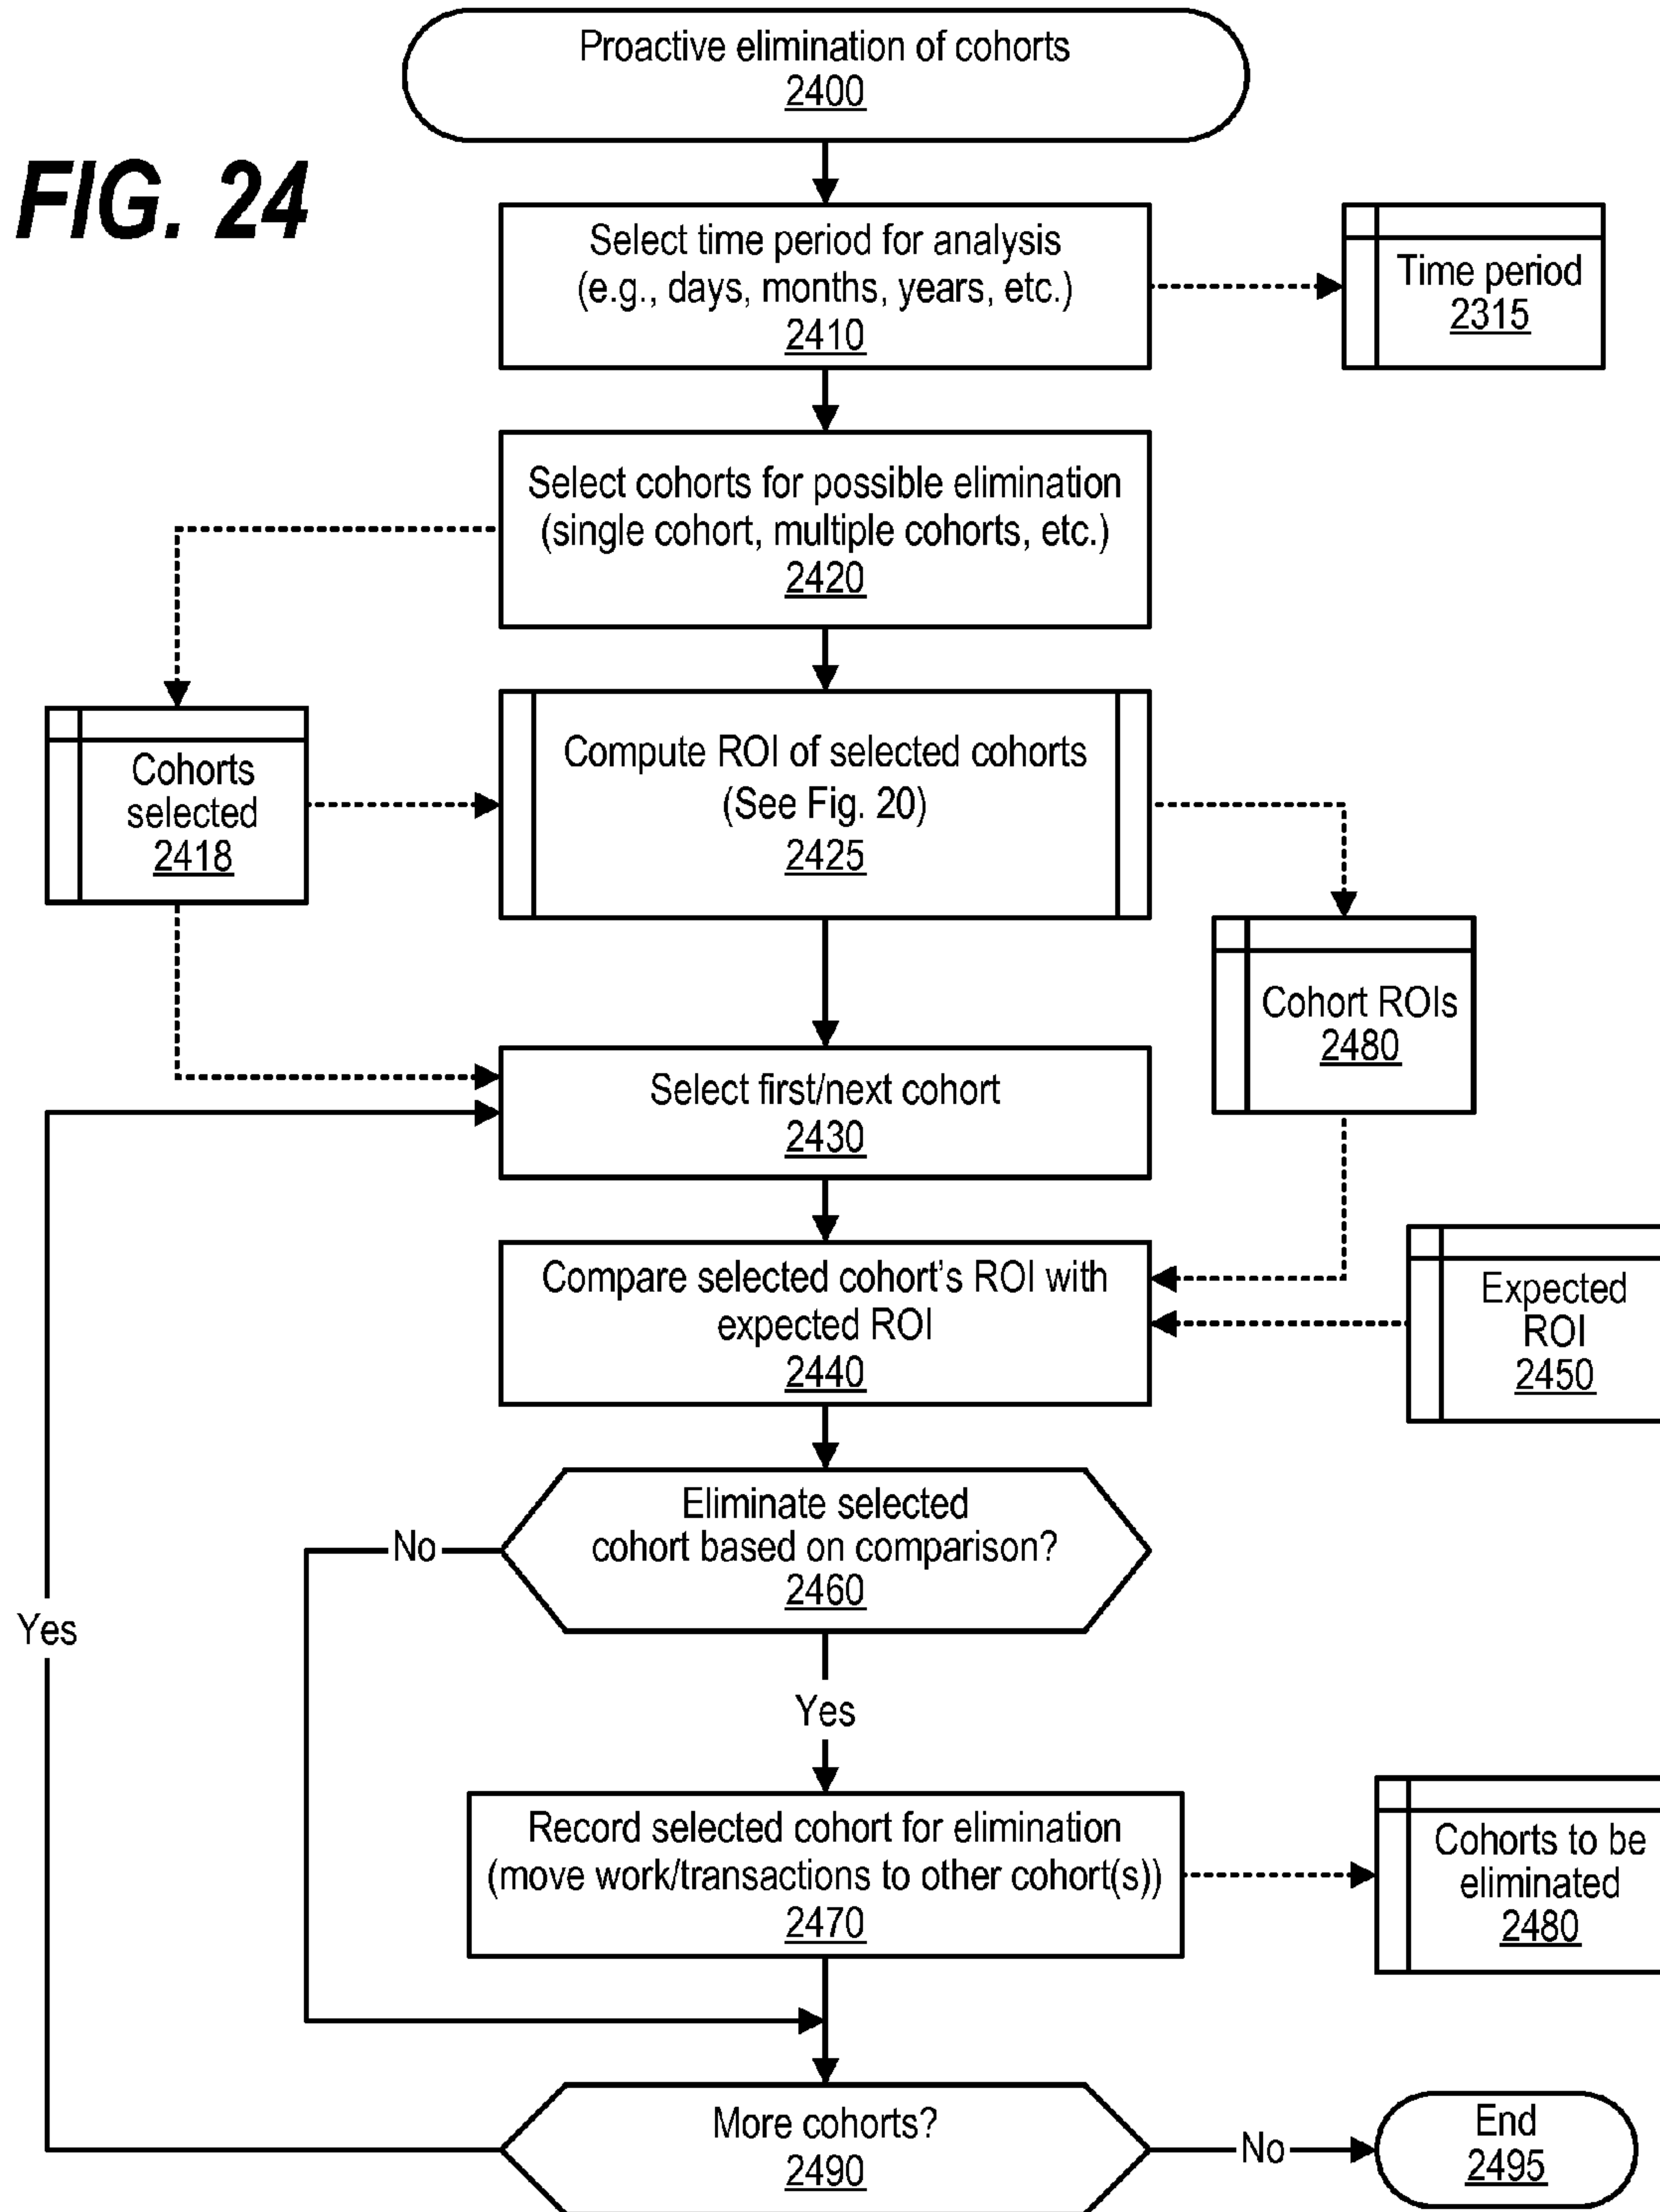 Proactive elimination of cohorts
2400
FIG. 24
Select time period for analysis
(e.g., days, months, years, etc.)
2410
Time period
2315
Select cohorts for possible elimination
(single cohort, multiple cohorts, etc.)
2420
Cohorts
selected
2418
Compute ROI of selected cohorts
(See Fig. 20)
2425
Cohort ROIs
2480
Select first/next cohort
2430
Compare selected cohort's ROI with
expected ROI
2440
Expected
ROI
2450
Eliminate selected
cohort based on comparison?
2460
No
Yes
Yes
Record selected cohort for elimination
(move work/transactions to other cohort(s))
2470
Cohorts to be
eliminated
2480
More cohorts?
2490
No
End
2495